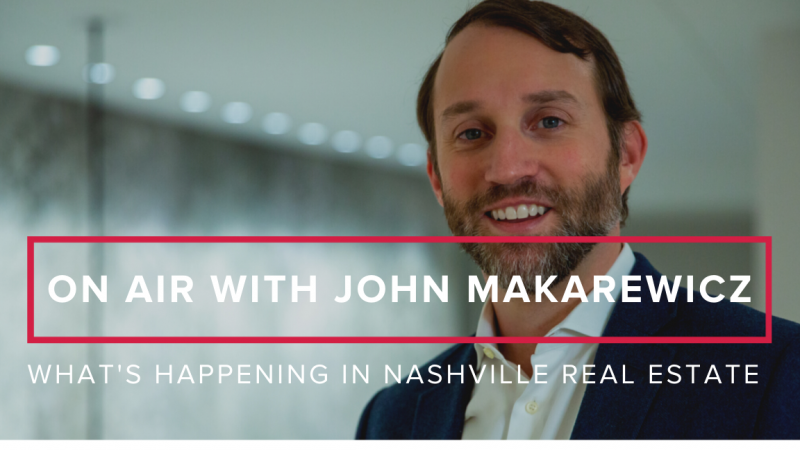 ON AIR WITH JOHN MAKAREWICZ
WHAT'S HAPPENING IN NASHVILLE REAL ESTATE